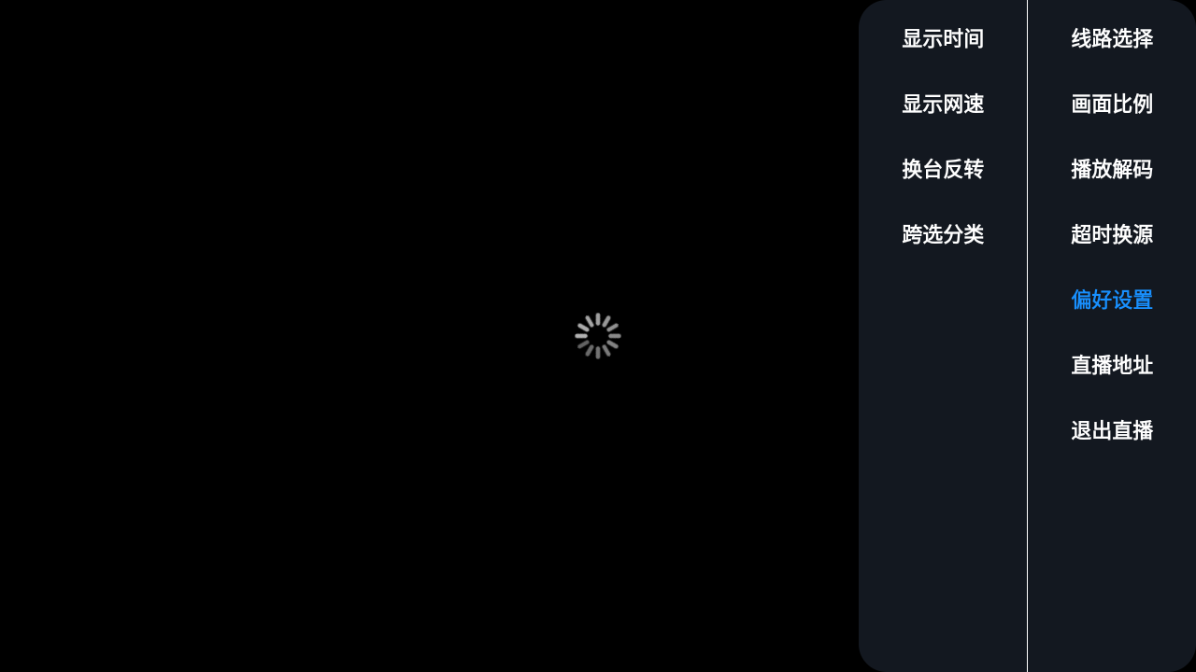 显示时间
显示网速
换台反转
跨选分类
线路选择
画面比例
播放解码
超时换源
偏好设置
直播地址
退出直播